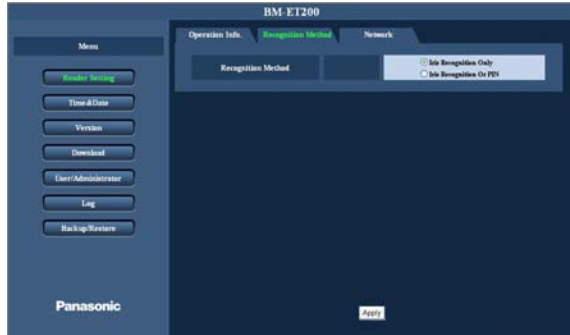 BM-ET200
Menu
Reader Setting
Time & Date
Version
Download
User/Administrator
Log
Backup/Restore
Panasonic
Operation Info.
Recognition Method
Network
Recognition Method
Iris Recognition Only
Iris Recognition Or PIN
Apply